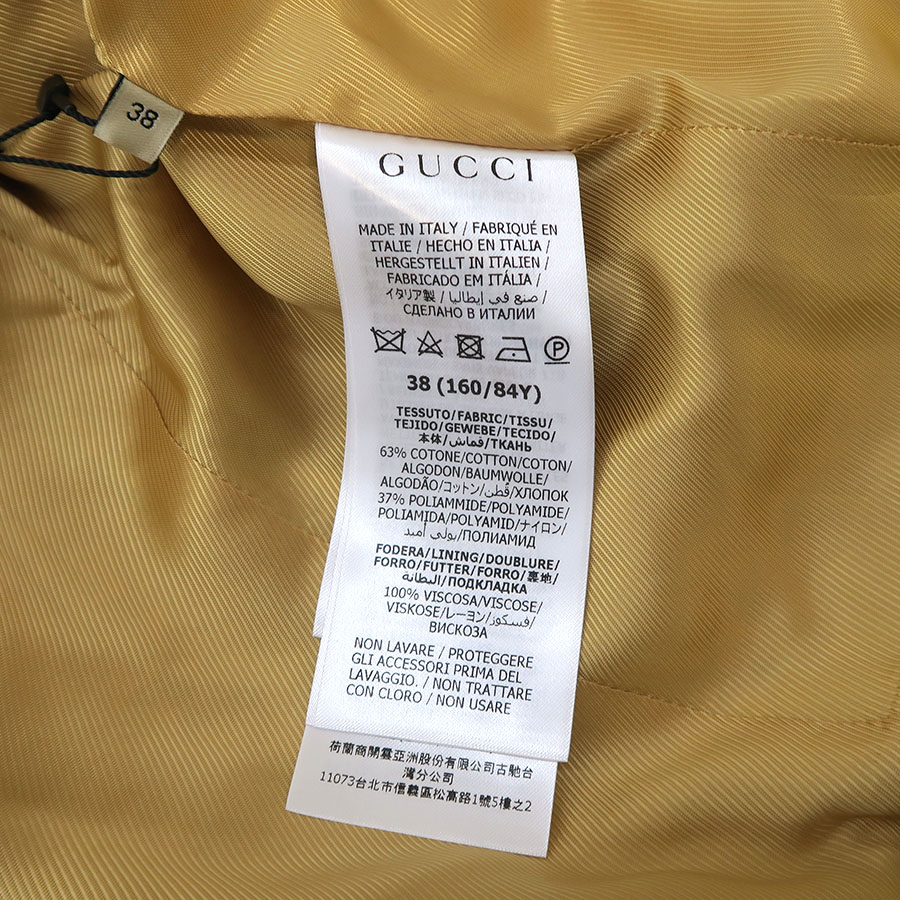 38
GUCCI
MADE IN ITALY / FABRIQUÉ EN
ITALIE / HECHO EN ITALIA /
HERGESTELLT IN ITALIEN /
FABRICADO EM ITÁLIA /
イタリア製 / صنع في إيطاليا /
СДЕЛАНО В ИТАЛИИ
P
38 (160/84Y)
TESSUTO/FABRIC/TISSU/
TEJIDO/GEWEBE/TECIDO/
本体/قماش/ТКАНЬ
63% COTONE/COTTON/COTON/
ALGODON/BAUMWOLLE/
ALGODÃO/コットン/قطن/ХЛОПОК
37% POLIAMMIDE/POLYAMIDE/
POLIAMIDA/POLYAMID/ナイロン/
بولي أميد/ПОЛИАМИД
FODERA/LINING/DOUBLURE/
FORRO/FUTTER/FORRO/裏地/
البطانة/ПОДКЛАДКА
100% VISCOSA/VISCOSE/
VISKOSE/レーヨン/فسكوز/
ВИСКОЗА
NON LAVARE / PROTEGGERE
GLI ACCESSORI PRIMA DEL
LAVAGGIO. / NON TRATTARE
CON CLORO / NON USARE
荷蘭商開雲亞洲股份有限公司古馳台
灣分公司
11073台北市信義區松高路1號5樓之2